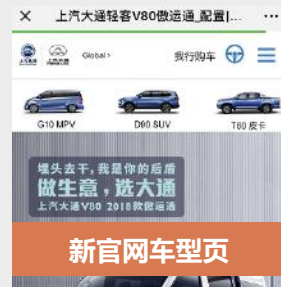 上汽大通轻客V80傲运通_配置|...
Global
我行购车
G10 MPV
D90 SUV
T60 皮卡
埋头去干，我是你的后盾
做生意，选大通
上汽大通V80 2018款傲运通
新官网车型页